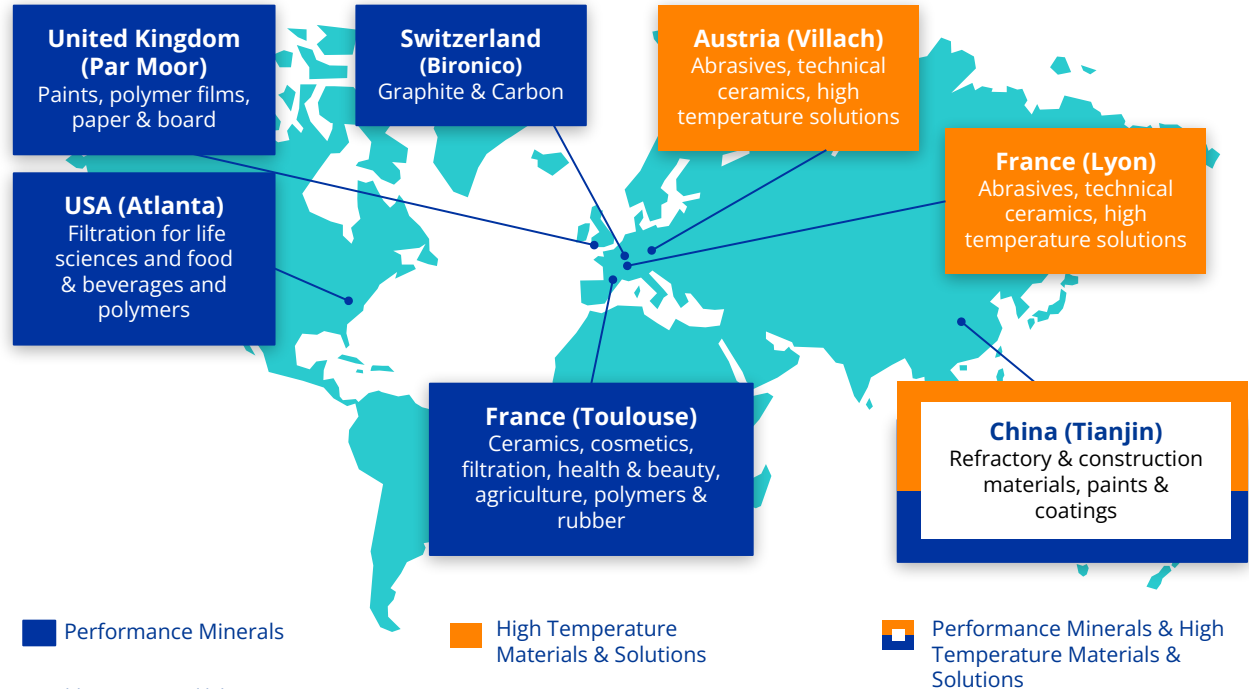 United Kingdom
(Par Moor)
Paints, polymer films,
paper & board
Switzerland
(Bironico)
Graphite & Carbon
Austria (Villach)
Abrasives, technical
ceramics, high
temperature solutions
France (Lyon)
Abrasives, technical
ceramics, high
temperature solutions
USA (Atlanta)
Filtration for life
sciences and food
& beverages and
polymers
France (Toulouse)
Ceramics, cosmetics,
filtration, health & beauty,
agriculture, polymers &
rubber
China (Tianjin)
Refractory & construction
materials, paints &
coatings
Performance Minerals
High Temperature
Materials & Solutions
Performance Minerals & High
Temperature Materials &
Solutions